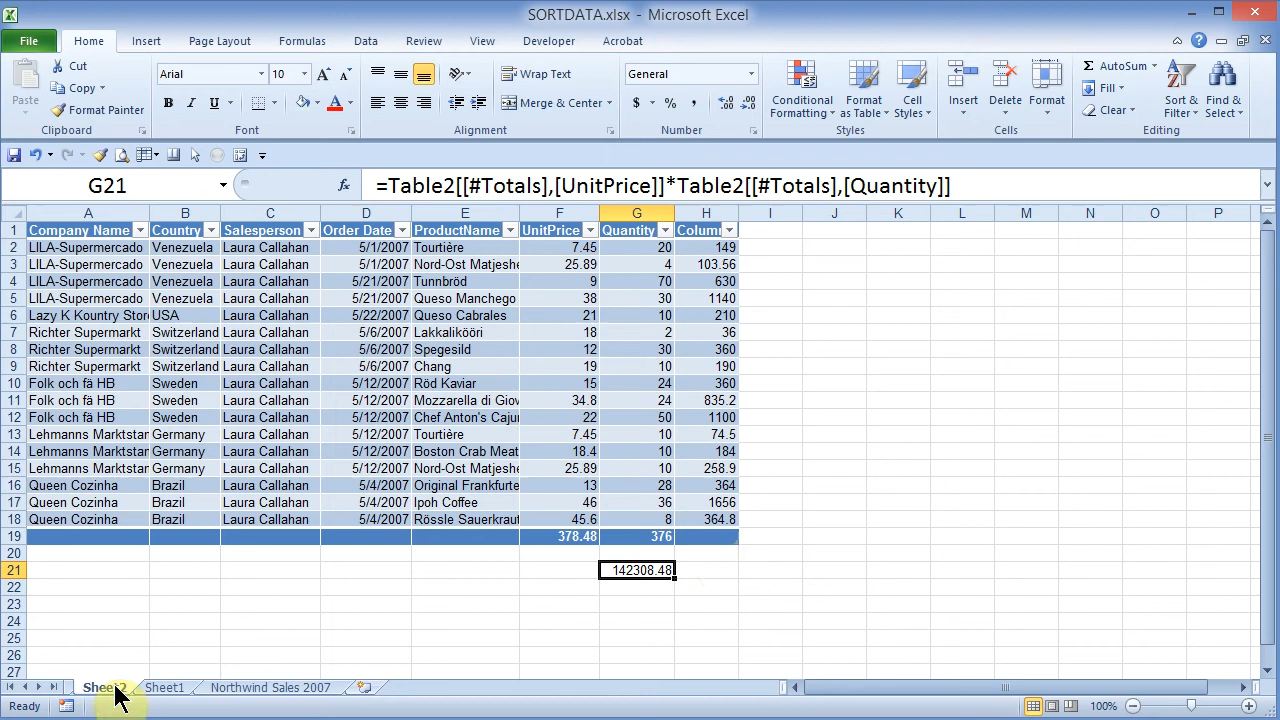 SORTDATA.xlsx - Microsoft Excel
File Home Insert Page Layout Formulas Data Review View Developer Acrobat
Paste Cut Copy Format Painter
Clipboard
Arial 10
Font
Wrap Text
Merge & Center
Alignment
General
Number
Conditional Formatting Format as Table Cell Styles
Styles
Insert Delete Format
Cells
AutoSum Fill Clear
Sort & Filter Find & Select
Editing
G21 =Table2[[#Totals],[UnitPrice]]*Table2[[#Totals],[Quantity]]
A B C D E F G H I J K L M N O P
1 Company Name Country Salesperson Order Date ProductName UnitPrice Quantity Colum
2 LILA-Supermercado Venezuela Laura Callahan 5/1/2007 Tourtière 7.45 20 149
3 LILA-Supermercado Venezuela Laura Callahan 5/1/2007 Nord-Ost Matjeshe 25.89 4 103.56
4 LILA-Supermercado Venezuela Laura Callahan 5/21/2007 Tunnbröd 9 70 630
5 LILA-Supermercado Venezuela Laura Callahan 5/21/2007 Queso Manchego 38 30 1140
6 Lazy K Kountry Stor USA Laura Callahan 5/22/2007 Queso Cabrales 21 10 210
7 Richter Supermarkt Switzerland Laura Callahan 5/6/2007 Lakkalikööri 18 2 36
8 Richter Supermarkt Switzerland Laura Callahan 5/6/2007 Spegesild 12 30 360
9 Richter Supermarkt Switzerland Laura Callahan 5/6/2007 Chang 19 10 190
10 Folk och fä HB Sweden Laura Callahan 5/12/2007 Röd Kaviar 15 24 360
11 Folk och fä HB Sweden Laura Callahan 5/12/2007 Mozzarella di Giov 34.8 24 835.2
12 Folk och fä HB Sweden Laura Callahan 5/12/2007 Chef Anton's Cajun 22 50 1100
13 Lehmanns Marktstan Germany Laura Callahan 5/12/2007 Tourtière 7.45 10 74.5
14 Lehmanns Marktstan Germany Laura Callahan 5/12/2007 Boston Crab Meat 18.4 10 184
15 Lehmanns Marktstan Germany Laura Callahan 5/12/2007 Nord-Ost Matjeshe 25.89 10 258.9
16 Queen Cozinha Brazil Laura Callahan 5/4/2007 Original Frankfurte 13 28 364
17 Queen Cozinha Brazil Laura Callahan 5/4/2007 Ipoh Coffee 46 36 1656
18 Queen Cozinha Brazil Laura Callahan 5/4/2007 Rössle Sauerkraut 45.6 8 364.8
19 378.48 376
20
21 142308.48
22
23
24
25
26
27
Sheet2 Sheet1 Northwind Sales 2007
Ready 100%